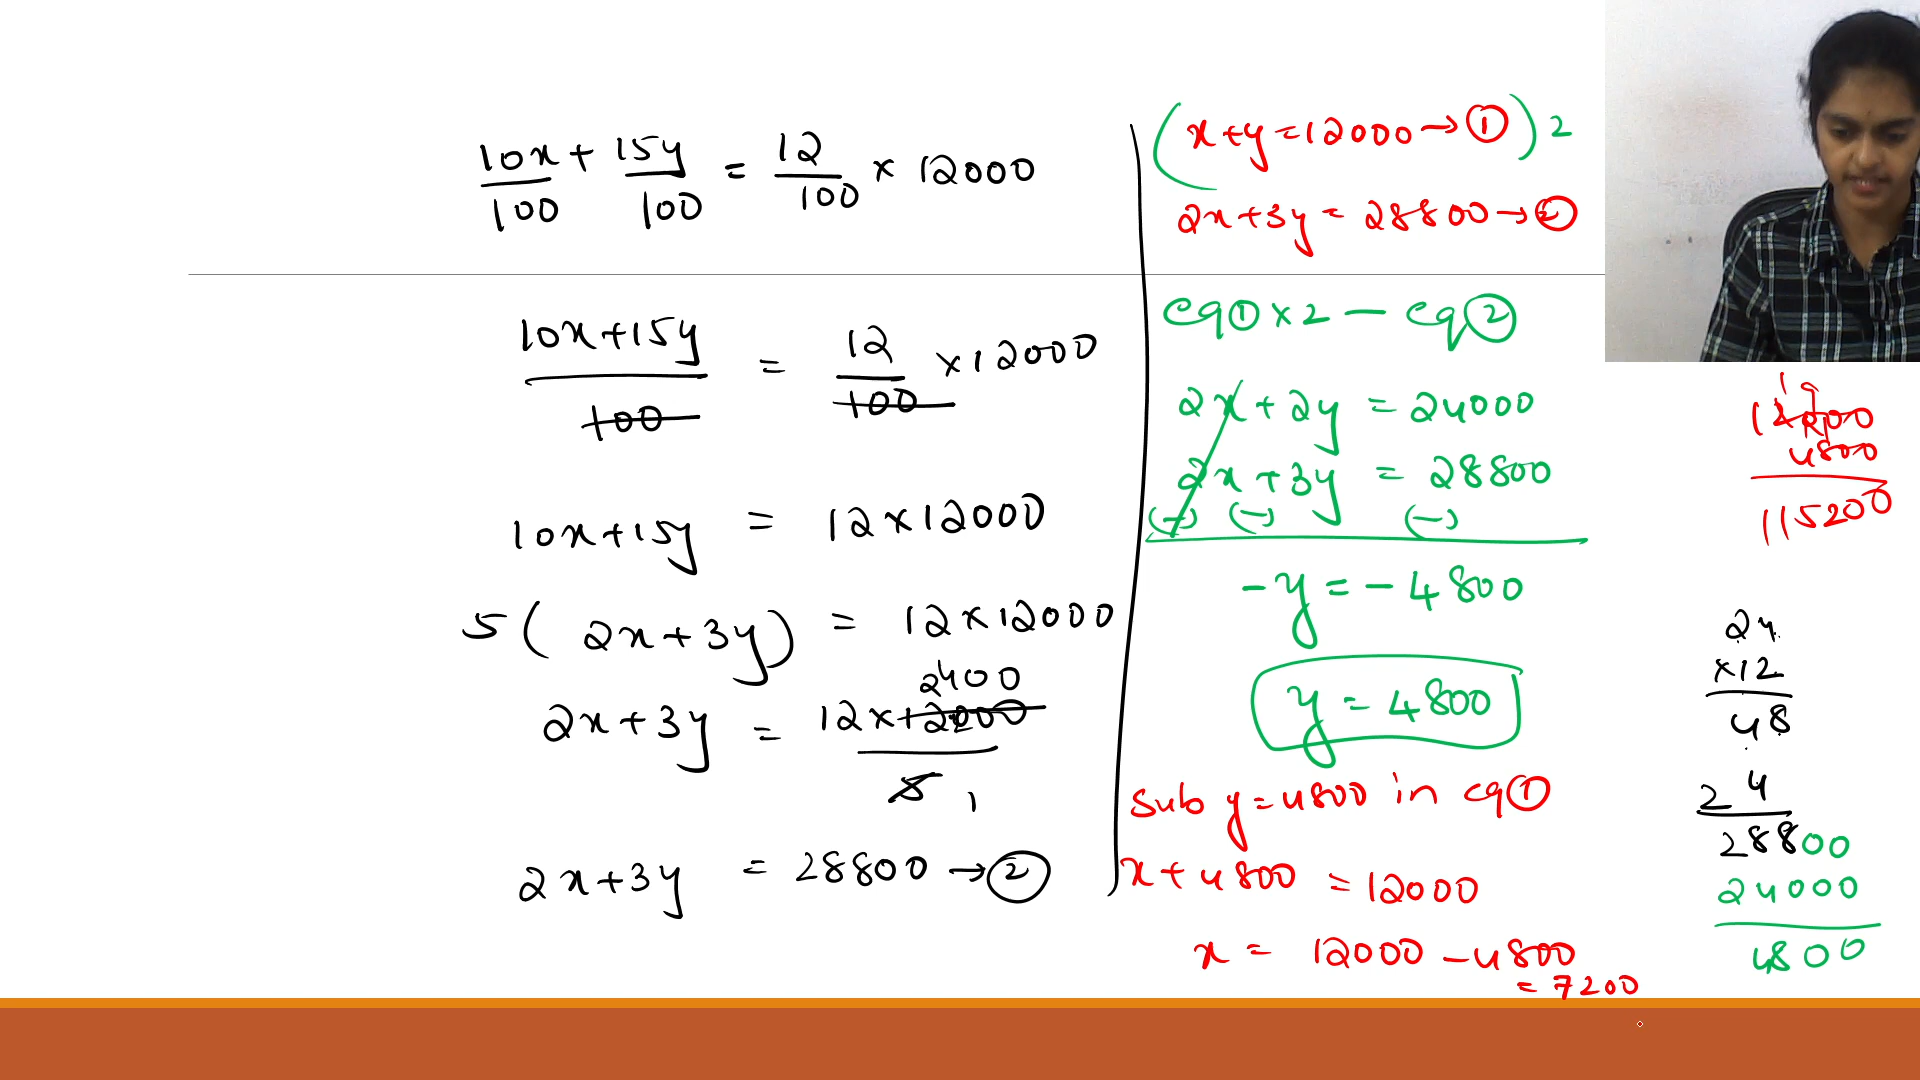 10x/100 + 15y/100 = 12/100 × 12000
10x+15y/100 = 12/100 ×12000
10x+15y = 12×12000
5(2x+3y) = 12×12000
2400
2x+3y = 12×12000/5 1
2x+3y = 28800 → ②
(x+y=12000 → ①)2
2x+3y = 28800 → ②
eq①×2 – eq②
2x+2y = 24000
2x+3y = 28800
(–) (–) (–)
-y = -4800
y = 4800
Sub y=4800 in eq①
x+4800 = 12000
x = 12000 -4800
= 7200
4800
115200
24
×12
48
24
28800
24000
4800